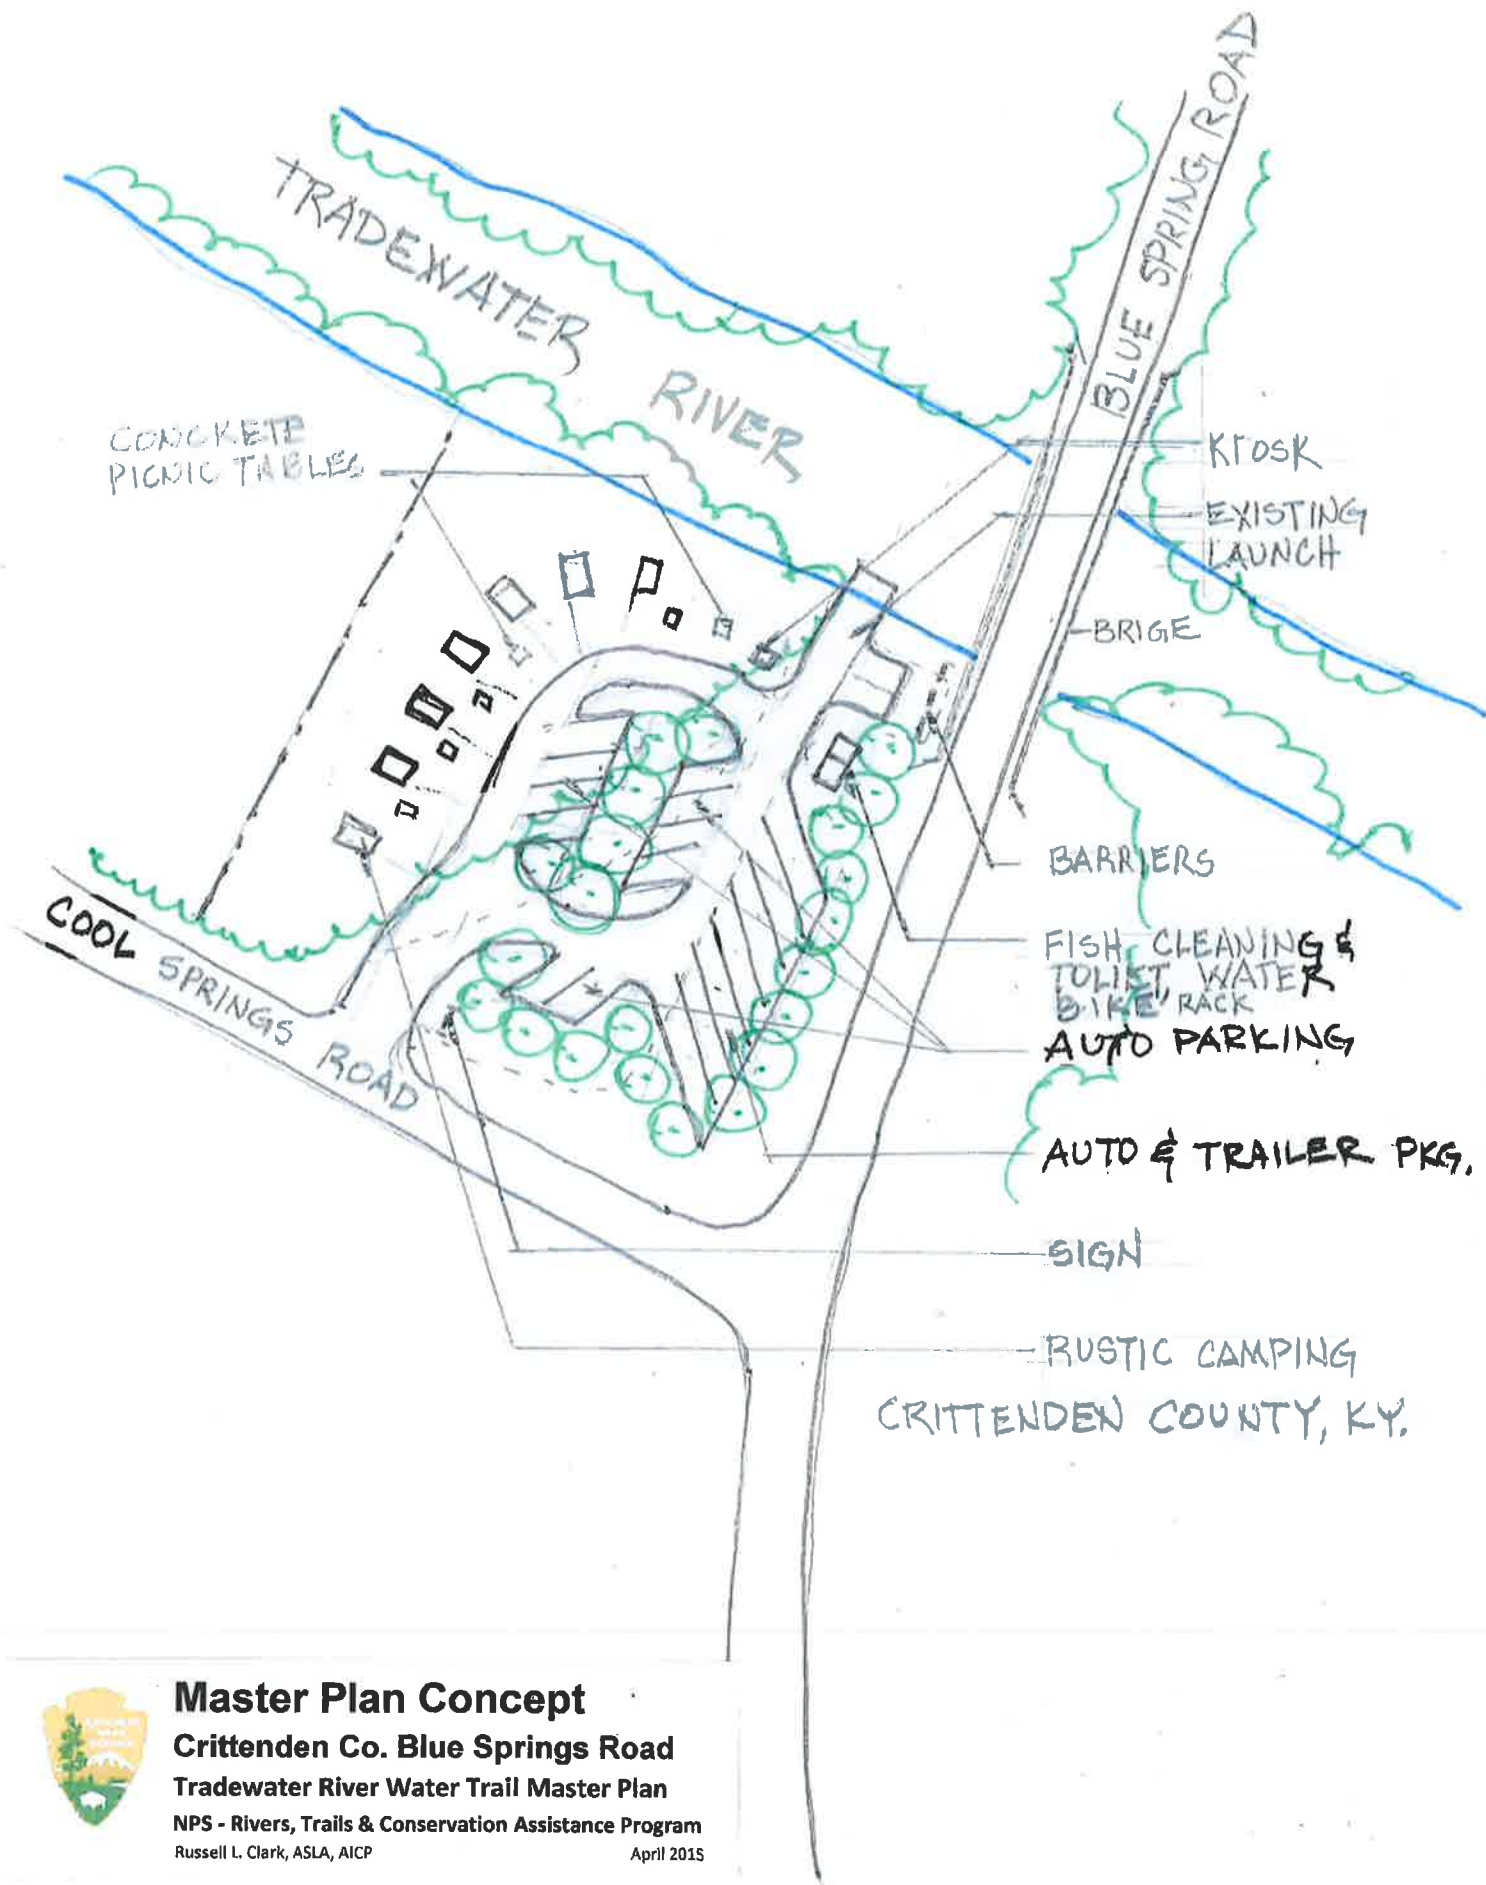 BLUE SPRING ROAD
TRADEWATER
RIVER
CONCRETE
PICNIC TABLES
KIOSK
EXISTING
LAUNCH
BRIGE
BARRIERS
FISH CLEANING &
TOLIET, WATER
BIKE RACK
AUTO PARKING
COOL SPRINGS ROAD
AUTO & TRAILER PKG.
SIGN
RUSTIC CAMPING
CRITTENDEN COUNTY, KY.
Master Plan Concept
Crittenden Co. Blue Springs Road
Tradewater River Water Trail Master Plan
NPS - Rivers, Trails & Conservation Assistance Program
Russell L. Clark, ASLA, AICP April 2015